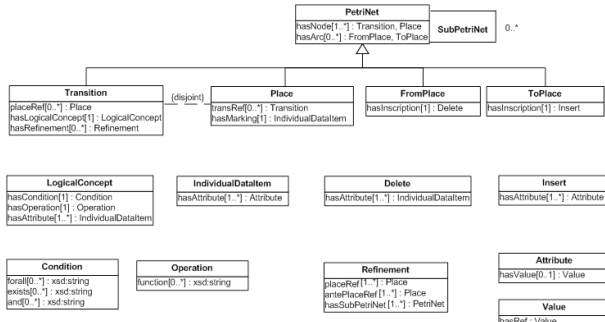 PetriNet
hasNode[1..*] : Transition, Place
hasArc[0..*] : FromPlace, ToPlace
SubPetriNet
0..*
Transition
placeRef[0..*] : Place
hasLogicalConcept[1] : LogicalConcept
hasRefinement[0..*] : Refinement
{disjoint}
Place
transRef[0..*] : Transition
hasMarking[1] : IndividualDataItem
FromPlace
hasInscription[1] : Delete
ToPlace
hasInscription[1] : Insert
LogicalConcept
hasCondition[1] : Condition
hasOperation[1] : Operation
hasAttribute[1..*] : IndividualDataItem
IndividualDataItem
hasAttribute[1..*] : Attribute
Delete
hasAttribute[1..*] : IndividualDataItem
Insert
hasAttribute[1..*] : Attribute
Condition
forall[0..*] : xsd:string
exists[0..*] : xsd:string
and[0..*] : xsd:string
Operation
function[0..*] : xsd:string
Refinement
placeRef[1..*] : Place
antePlaceRef[1..*] : Place
hasSubPetriNet[1..*] : PetriNet
Attribute
hasValue[0..1] : Value
Value
hasRef : Value